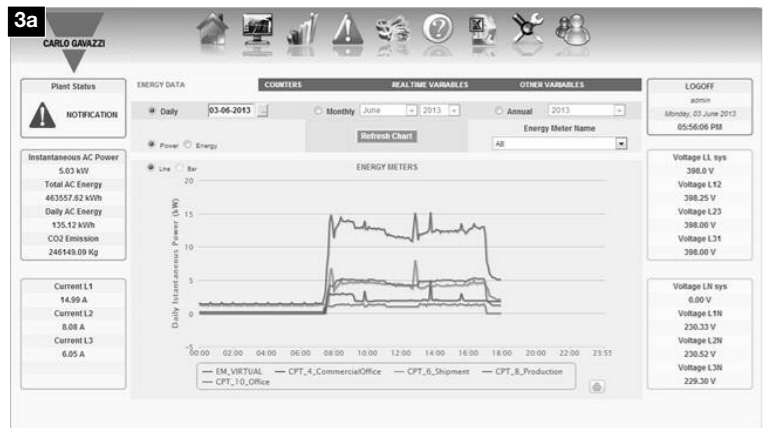 3a
CARLO GAVAZZI
Plant Status
NOTIFICATION
ENERGY DATA COUNTERS REALTIME VARIABLES OTHER VARIABLES
Daily 03-06-2013 Monthly June 2013 Annual 2013
Power Energy Refresh Chart Energy Meter Name
All
LOGOFF
admin
Monday, 03 June 2013
05:56:06 PM
Instantaneous AC Power
5.03 kW
Total AC Energy
463557.62 kWh
Daily AC Energy
135.12 kWh
CO2 Emission
246149.09 Kg
Current L1
14.99 A
Current L2
8.08 A
Current L3
6.05 A
Line Bar ENERGY METERS
Daily Istantaneous Power (kW)
20
15
10
5
0
-5
00:00 02:00 04:00 06:00 08:00 10:00 12:00 14:00 16:00 18:00 20:00 22:00 23:55
EM_VIRTUAL CPT_4_CommercialOffice CPT_6_Shipment CPT_8_Production
CPT_10_Office
Voltage LL sys
398.0 V
Voltage L12
398.25 V
Voltage L23
398.00 V
Voltage L31
398.00 V
Voltage LN sys
0.00 V
Voltage L1N
230.33 V
Voltage L2N
230.52 V
Voltage L3N
229.30 V